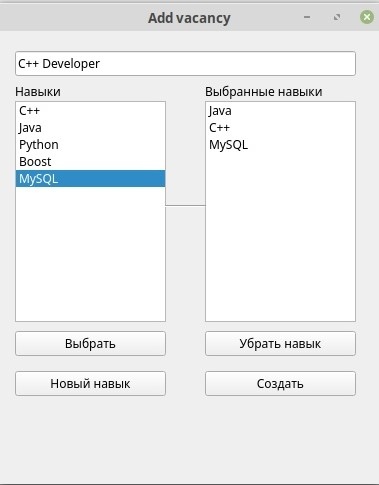 Add vacancy
C++ Developer
Навыки
C++
Java
Python
Boost
MySQL
Выбранные навыки
Java
C++
MySQL
Выбрать
Убрать навык
Новый навык
Создать